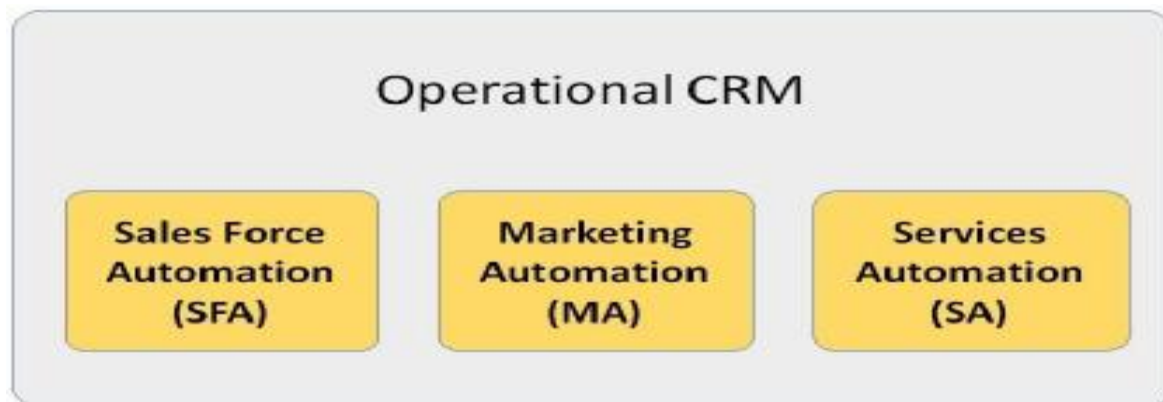 Operational CRM
Sales Force
Automation
(SFA)
Marketing
Automation
(MA)
Services
Automation
(SA)